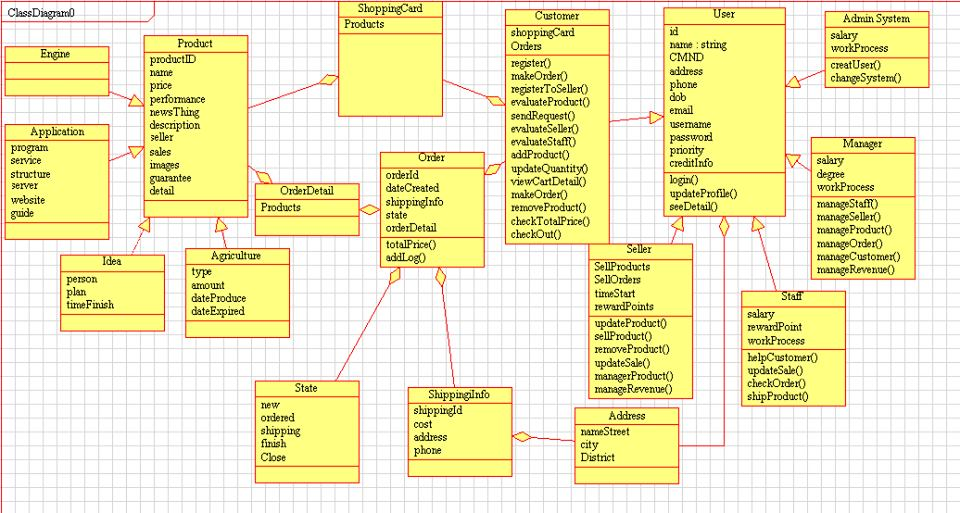 ClassDiagram0
Engine
Application
program
service
structure
server
website
guide
Product
productID
name
price
performance
newsThing
description
seller
sales
images
guarantee
detail
Idea
person
plan
timeFinish
Agriculture
type
amount
dateProduce
dateExpired
ShoppingCard
Products
OrderDetail
Products
Order
orderId
dateCreated
shippingInfo
state
orderDetail
totalPrice()
addLog()
Customer
shoppingCard
Orders
register()
makeOrder()
registerToSeller()
evaluateProduct()
sendRequest()
evaluateSeller()
evaluateStaff()
addProduct()
updateQuantity()
viewCartDetail()
makeOrder()
removeProduct()
checkTotalPrice()
checkOut()
User
id
name : string
CMND
address
phone
dob
email
username
password
priority
creditInfo
login()
updateProfile()
seeDetail()
Admin System
salary
workProcess
creatUser()
changeSystem()
Manager
salary
degree
workProcess
manageStaff()
manageSeller()
manageProduct()
manageOrder()
manageCustomer()
manageRevenue()
Seller
SellProducts
SellOrders
timeStart
rewardPoints
updateProduct()
sellProduct()
removeProduct()
updateSale()
managerProduct()
manageRevenue()
Staff
salary
rewardPoint
workProcess
helpCustomer()
updateSale()
checkOrder()
shipProduct()
State
new
ordered
shipping
finish
Close
ShippingInfo
shippingId
cost
address
phone
Address
nameStreet
city
District